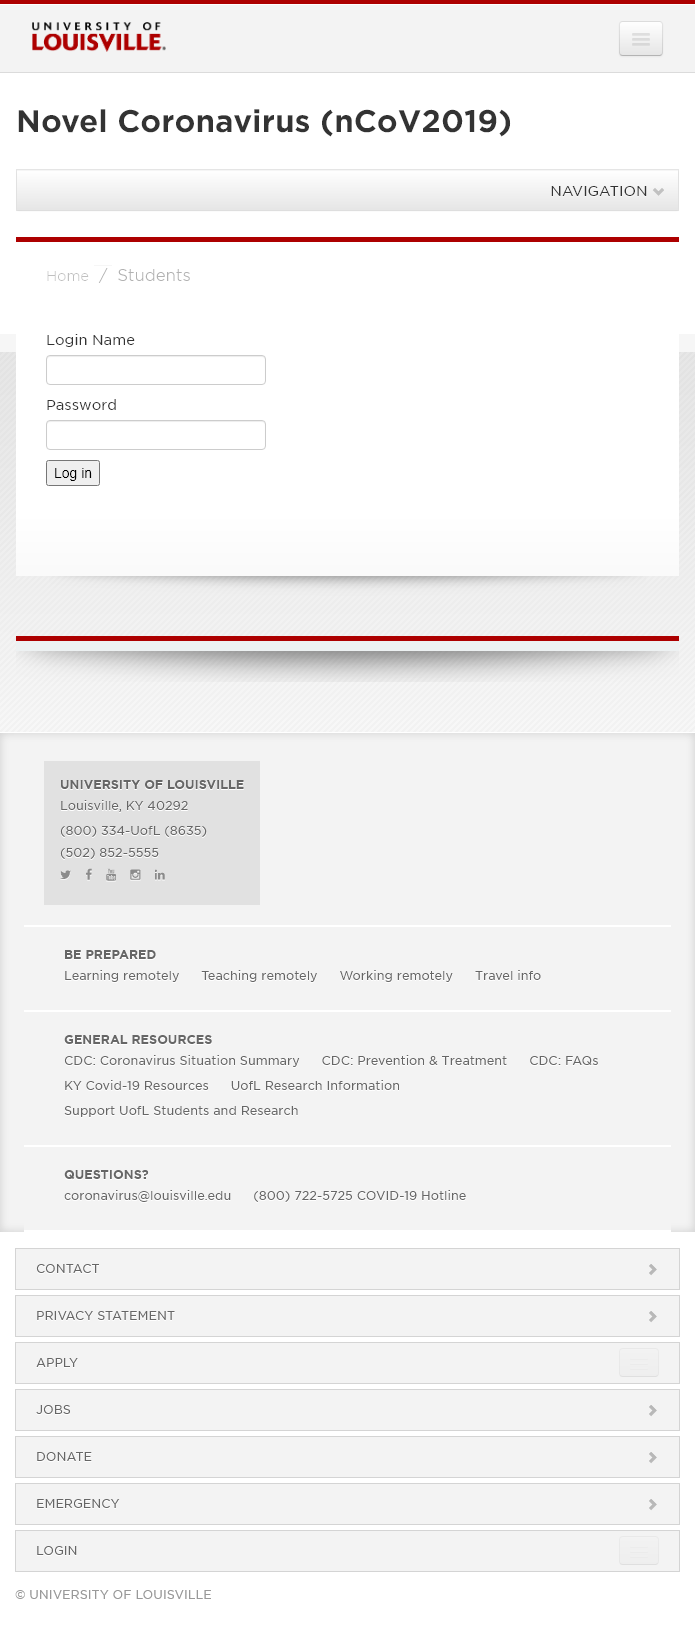 UNIVERSITY OF
LOUISVILLE.
Novel Coronavirus (nCoV2019)
NAVIGATION
Home / Students
Login Name
Password
Log in
UNIVERSITY OF LOUISVILLE
Louisville, KY 40292
(800) 334-UofL (8635)
(502) 852-5555
BE PREPARED
Learning remotely Teaching remotely Working remotely Travel info
GENERAL RESOURCES
CDC: Coronavirus Situation Summary CDC: Prevention & Treatment CDC: FAQs
KY Covid-19 Resources UofL Research Information
Support UofL Students and Research
QUESTIONS?
coronavirus@louisville.edu (800) 722-5725 COVID-19 Hotline
CONTACT
PRIVACY STATEMENT
APPLY
JOBS
DONATE
EMERGENCY
LOGIN
© UNIVERSITY OF LOUISVILLE